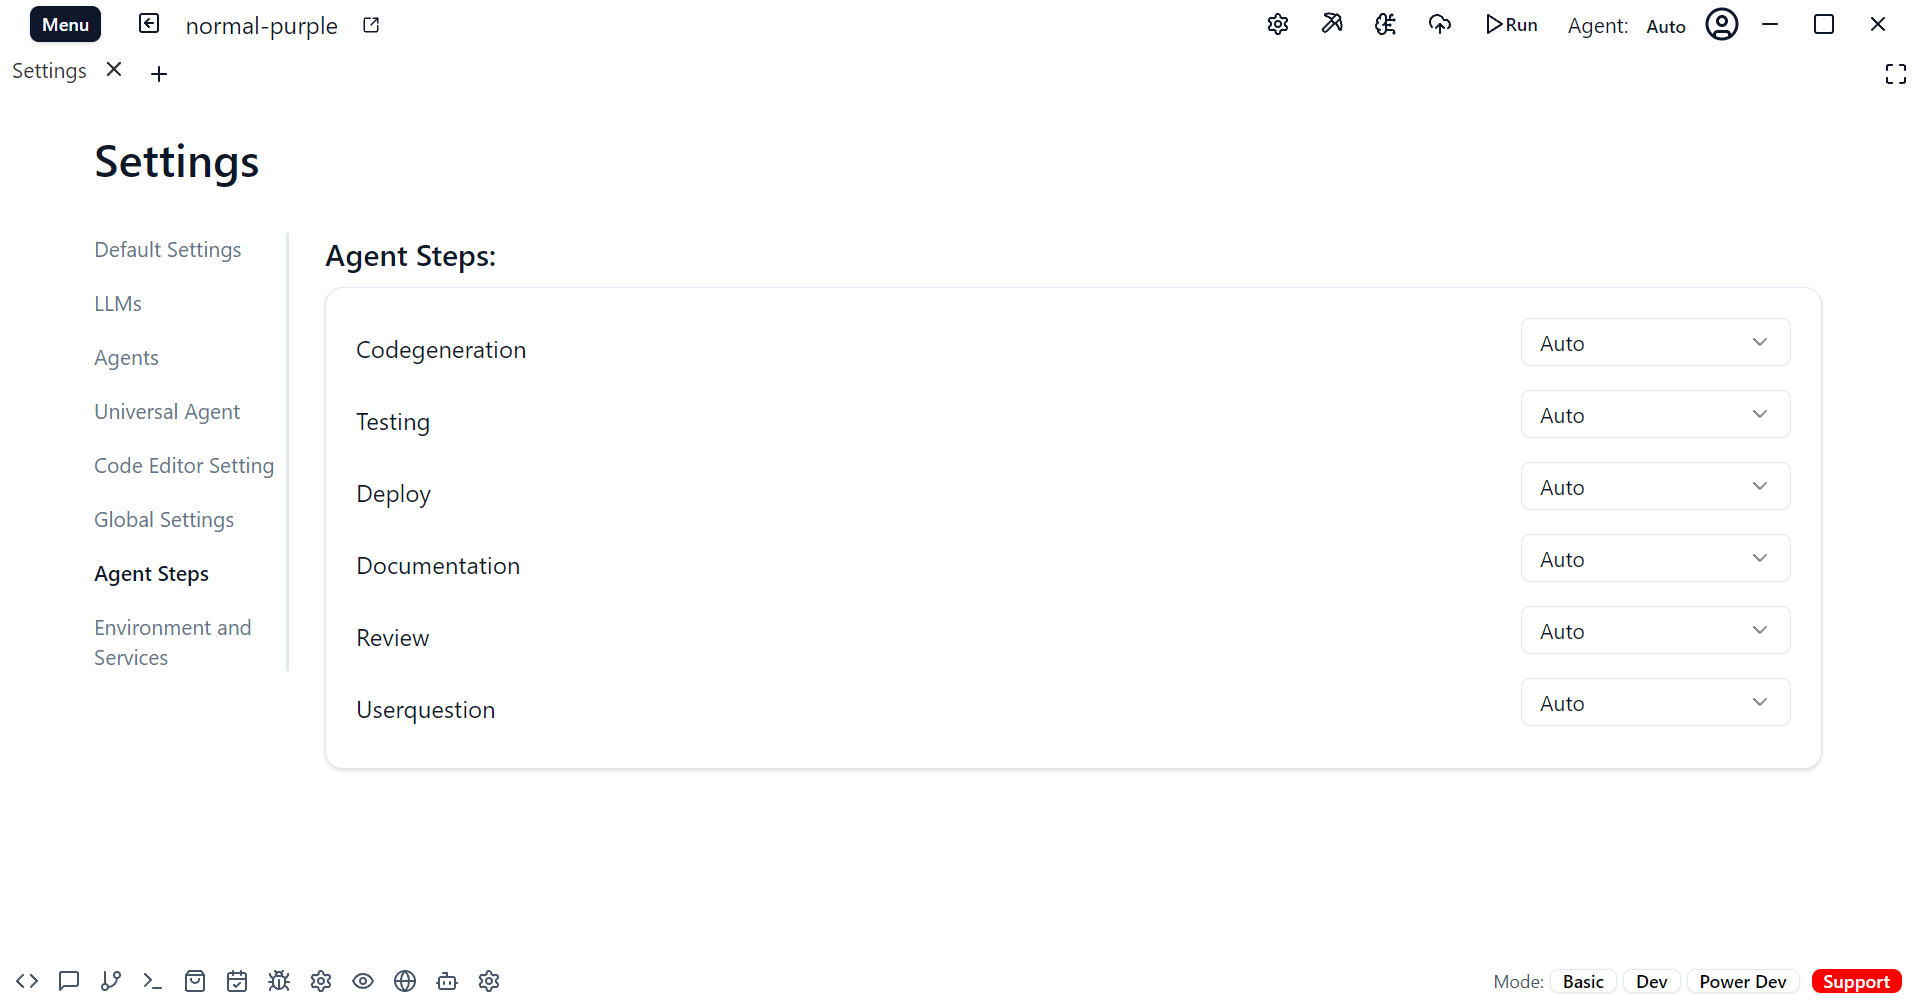 Menu
normal-purple
Run
Agent: Auto
Settings
Settings
Default Settings
LLMs
Agents
Universal Agent
Code Editor Setting
Global Settings
Agent Steps
Environment and
Services
Agent Steps:
Codegeneration
Auto
Testing
Auto
Deploy
Auto
Documentation
Auto
Review
Auto
Userquestion
Auto
Mode: Basic Dev Power Dev Support